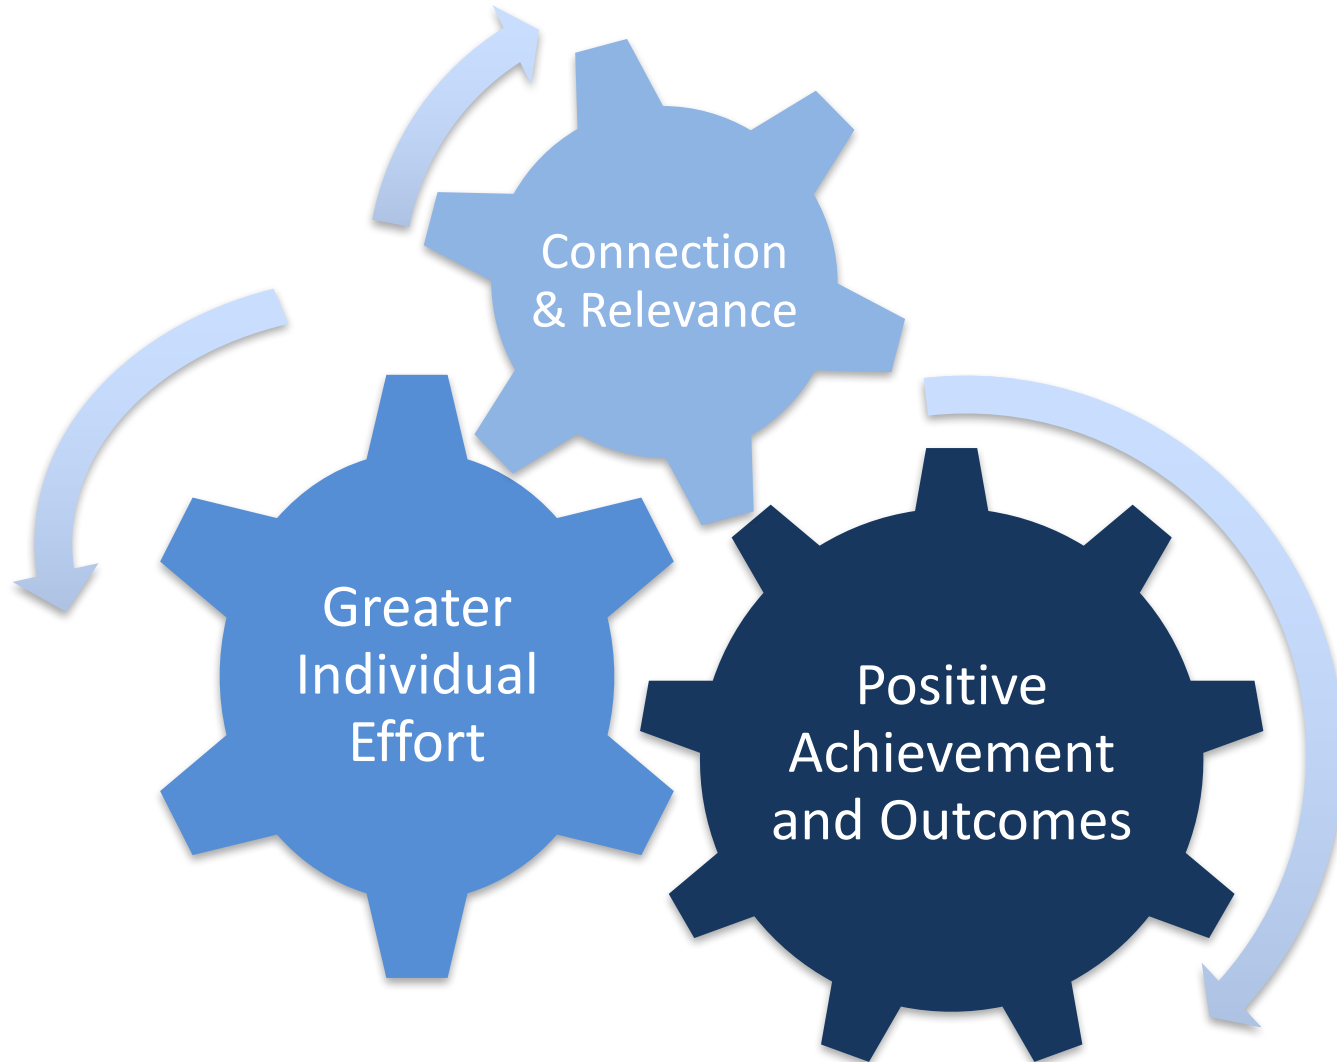 Connection
& Relevance
Greater
Individual
Effort
Positive
Achievement
and Outcomes